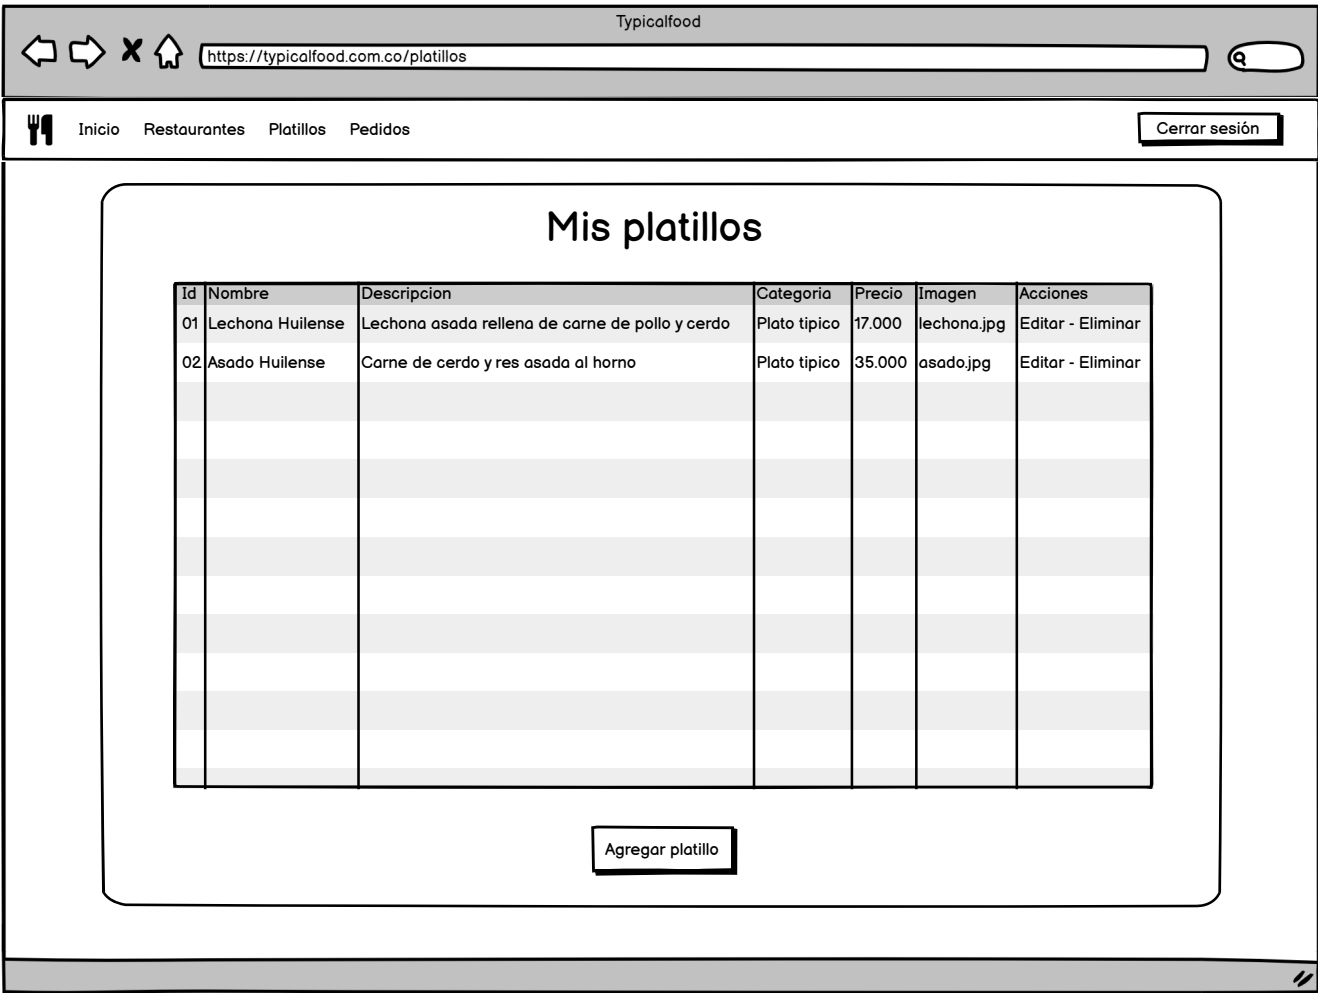 Typicalfood
https://typicalfood.com.co/platillos
Inicio Restaurantes Platillos Pedidos Cerrar sesión
Mis platillos
Id Nombre Descripcion Categoria Precio Imagen Acciones
01 Lechona Huilense Lechona asada rellena de carne de pollo y cerdo Plato tipico 17.000 lechona.jpg Editar - Eliminar
02 Asado Huilense Carne de cerdo y res asada al horno Plato tipico 35.000 asado.jpg Editar - Eliminar
Agregar platillo